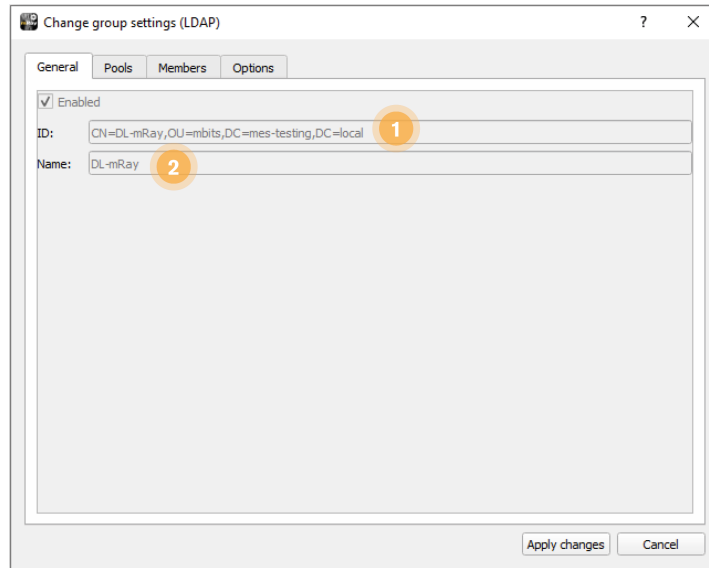 Change group settings (LDAP) ?
General Pools Members Options
Enabled
ID: CN=DL-mRay,OU=mbits,DC=mes-testing,DC=local 1
Name: DL-mRay 2
Apply changes Cancel